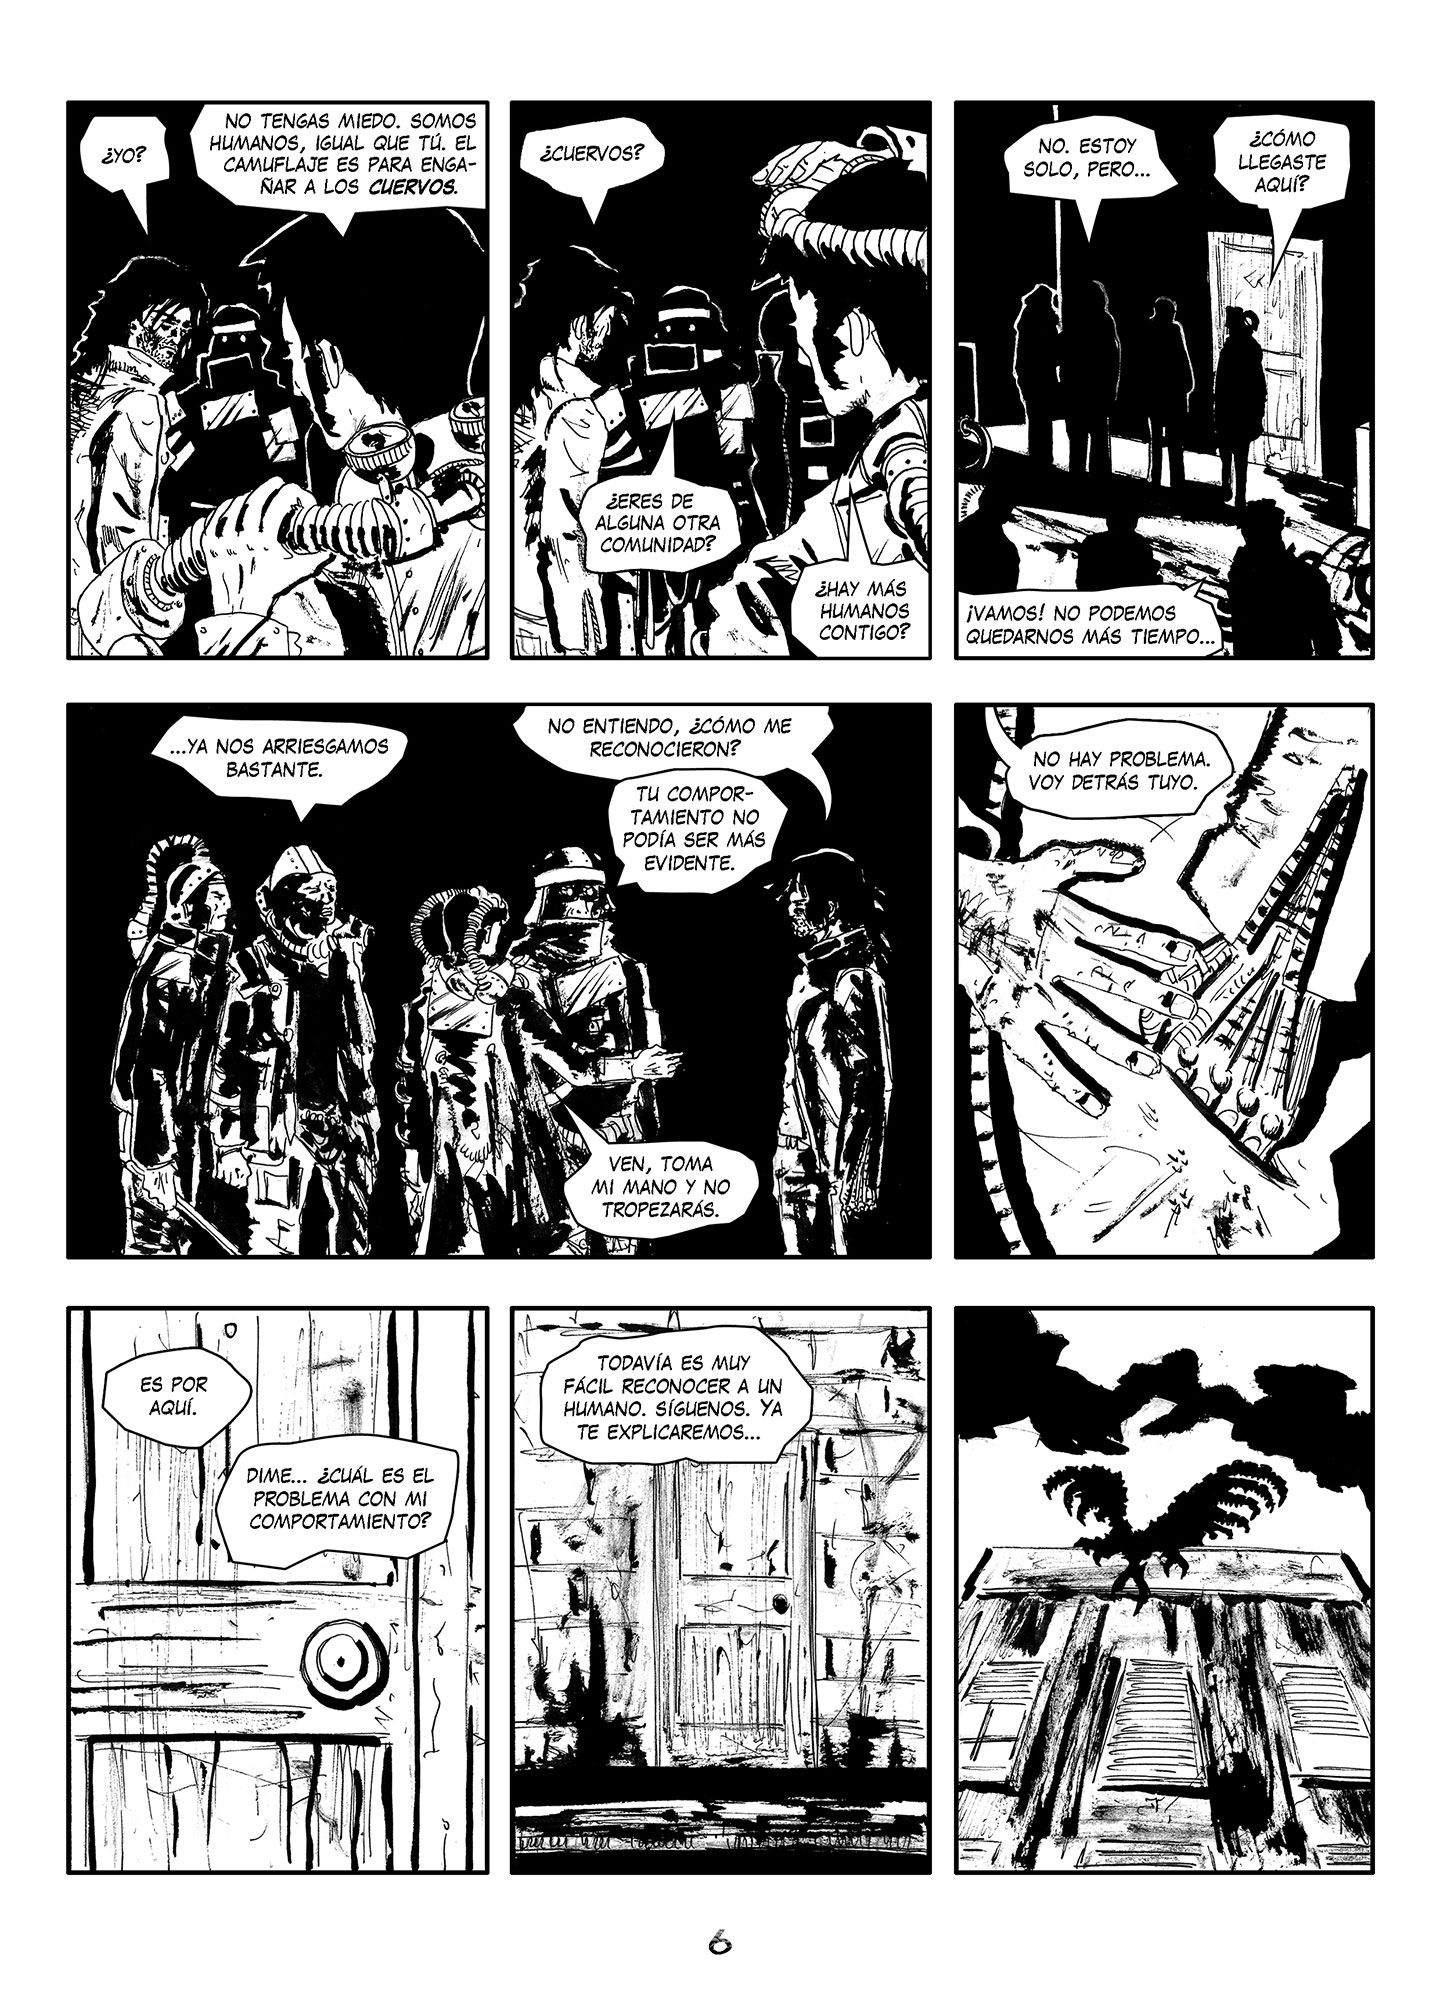 ¿YO?
NO TENGAS MIEDO. SOMOS
HUMANOS, IGUAL QUE TÚ. EL
CAMUFLAJE ES PARA ENGA-
ÑAR A LOS CUERVOS.
¿CUERVOS?
¿ERES DE
ALGUNA OTRA
COMUNIDAD?
¿HAY MÁS
HUMANOS
CONTIGO?
NO. ESTOY
SOLO, PERO...
¿CÓMO
LLEGASTE
AQUÍ?
¡VAMOS! NO PODEMOS
QUEDARNOS MÁS TIEMPO...
...YA NOS ARRIESGAMOS
BASTANTE.
NO ENTIENDO, ¿CÓMO ME
RECONOCIERON?
TU COMPOR-
TAMIENTO NO
PODÍA SER MÁS
EVIDENTE.
VEN, TOMA
MI MANO Y NO
TROPEZARÁS.
NO HAY PROBLEMA.
VOY DETRÁS TUYO.
ES POR
AQUÍ.
DIME... ¿CUÁL ES EL
PROBLEMA CON MI
COMPORTAMIENTO?
TODAVÍA ES MUY
FÁCIL RECONOCER A UN
HUMANO. SÍGUENOS. YA
TE EXPLICAREMOS...
6